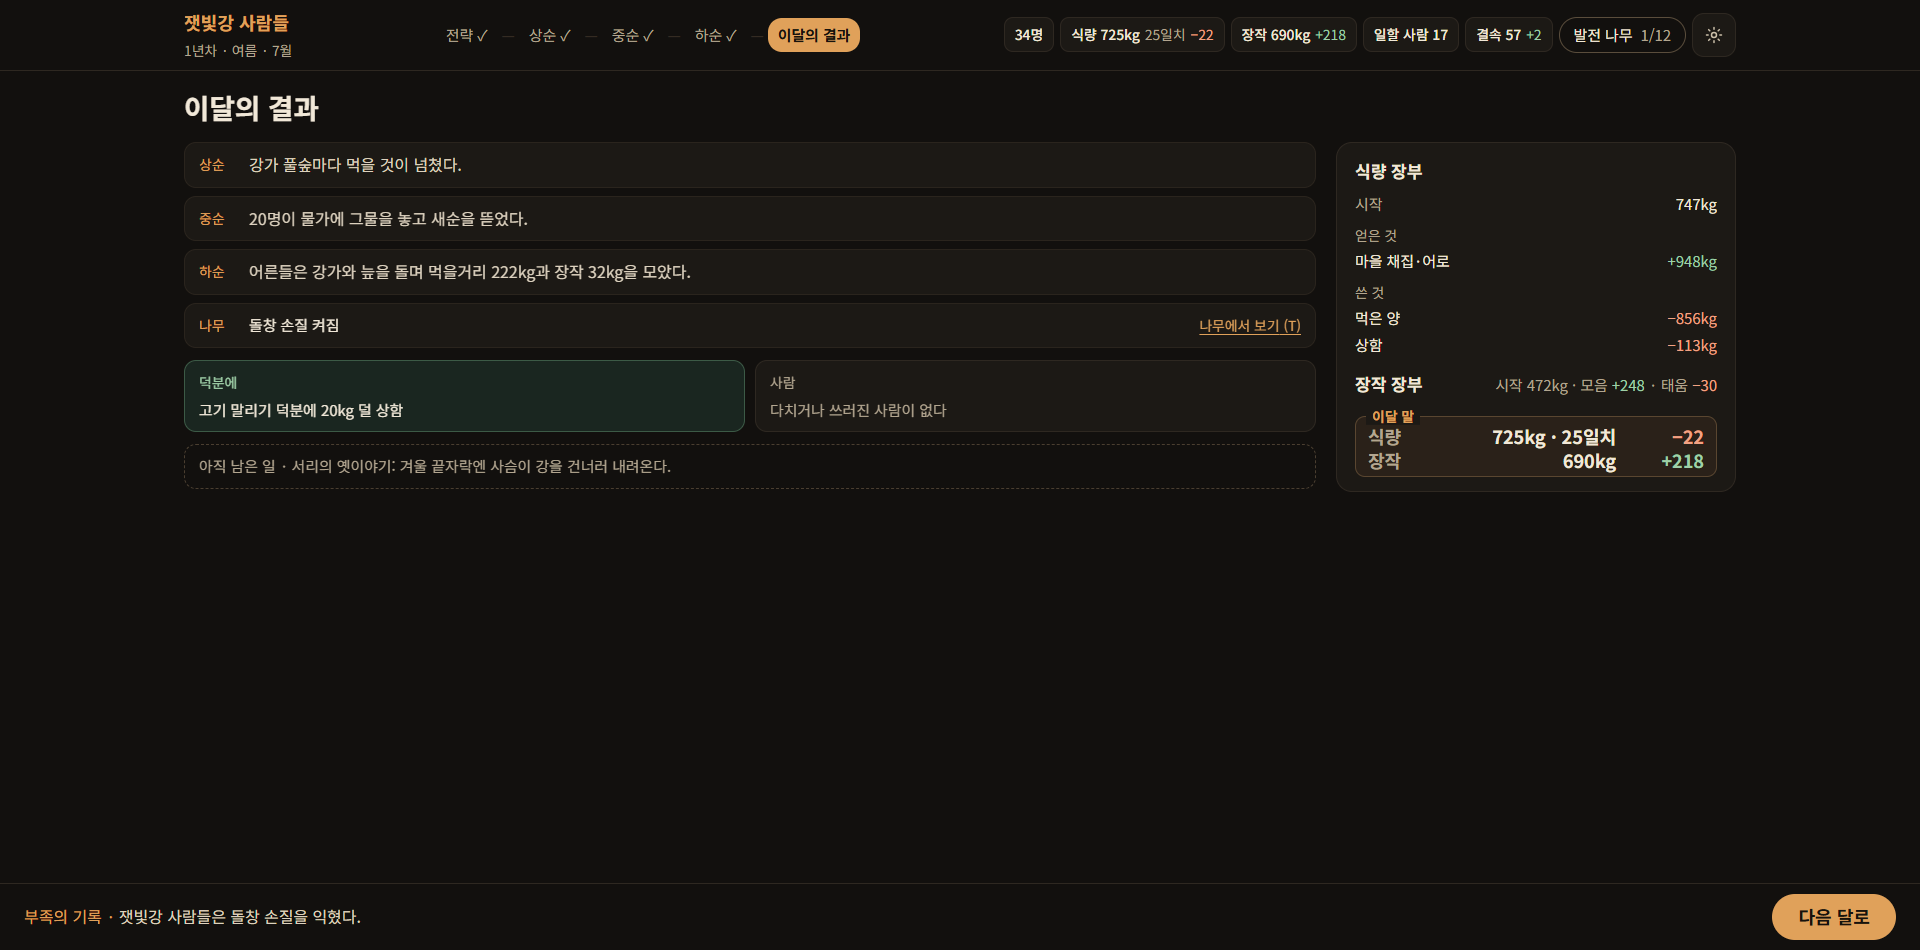 잿빛강 사람들
1년차 · 여름 · 7월
전략 ✓ — 상순 ✓ — 중순 ✓ — 하순 ✓ — 이달의 결과
34명
식량 725kg 25일치 −22
장작 690kg +218
일할 사람 17
결속 57 +2
발전 나무 1/12
이달의 결과
상순 강가 풀숲마다 먹을 것이 넘쳤다.
중순 20명이 물가에 그물을 놓고 새순을 뜯었다.
하순 어른들은 강가와 늪을 돌며 먹을거리 222kg과 장작 32kg을 모았다.
나무 돌창 손질 켜짐 나무에서 보기 (T)
덕분에
고기 말리기 덕분에 20kg 덜 상함
사람
다치거나 쓰러진 사람이 없다
아직 남은 일 · 서리의 옛이야기: 겨울 끝자락엔 사슴이 강을 건너러 내려온다.
식량 장부
시작 747kg
얻은 것
마을 채집·어로 +948kg
쓴 것
먹은 양 −856kg
상함 −113kg
장작 장부 시작 472kg · 모음 +248 · 태움 −30
이달 말
식량 725kg · 25일치 −22
장작 690kg +218
부족의 기록 · 잿빛강 사람들은 돌창 손질을 익혔다.
다음 달로